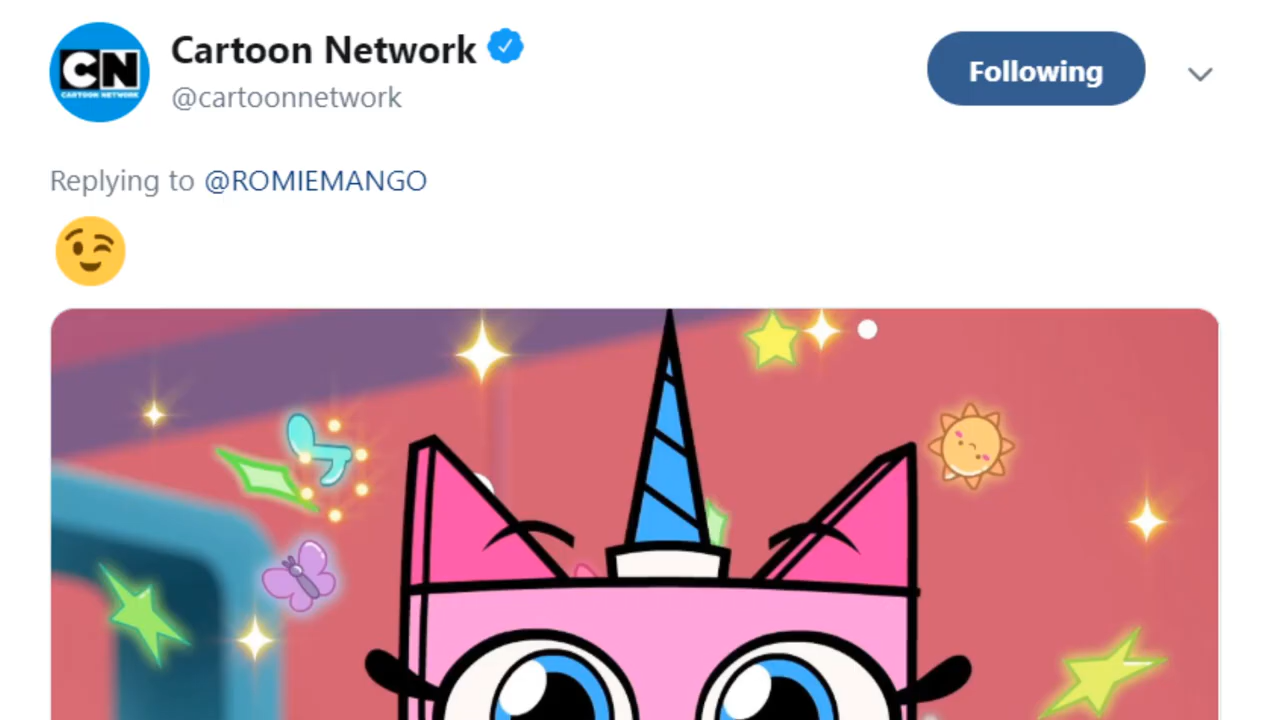 CN
CARTOON NETWORK
Cartoon Network
@cartoonnetwork
Following
Replying to @ROMIEMANGO